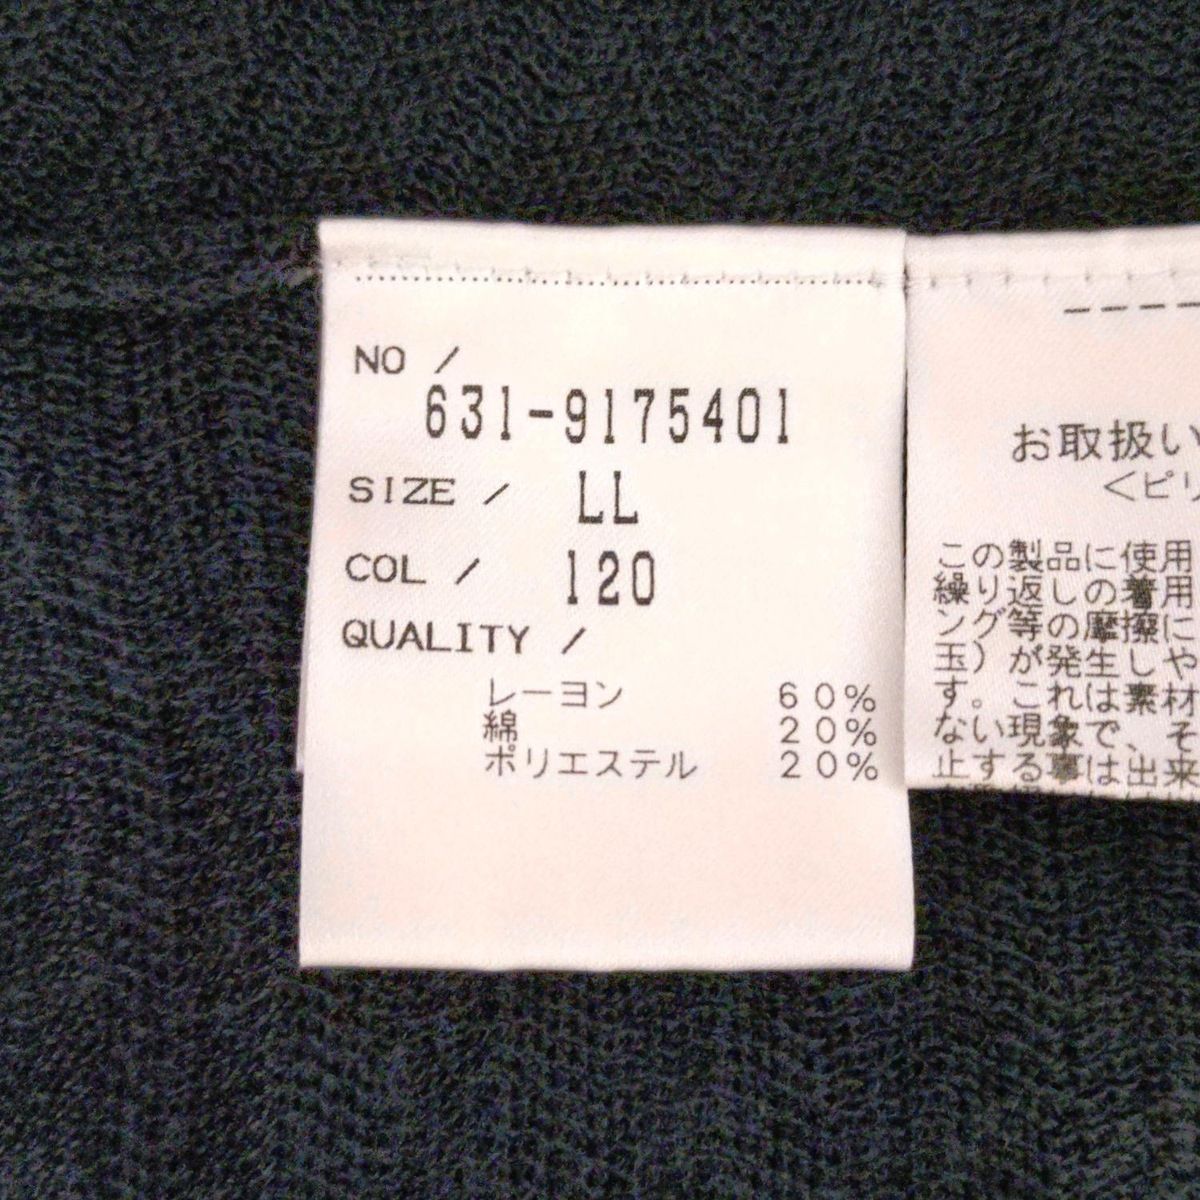 NO /
631-9175401
SIZE / LL
COL / 120
QUALITY /
レーヨン 60%
綿 20%
ポリエステル 20%
お取扱い
<ピリ
この製品に使用
繰り返しの着用
ング等の摩擦に
玉)が発生しや
す。これは素材
ない現象で、そ
止する事は出来